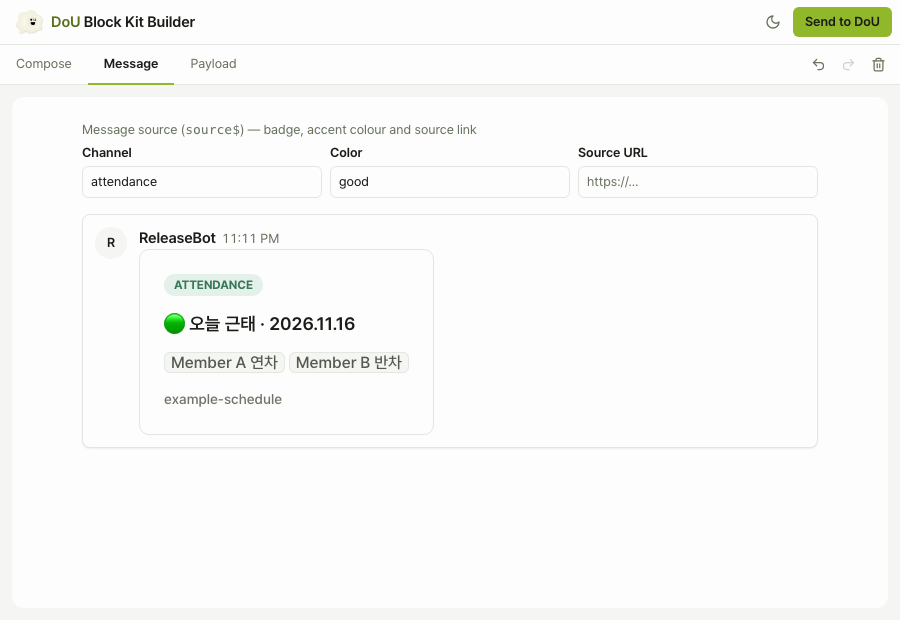 DoU Block Kit Builder
Send to DoU
Compose Message Payload
Message source (source$) — badge, accent colour and source link
Channel Color Source URL
attendance good https://...
R ReleaseBot 11:11 PM
ATTENDANCE
오늘 근태 · 2026.11.16
Member A 연차 Member B 반차
example-schedule